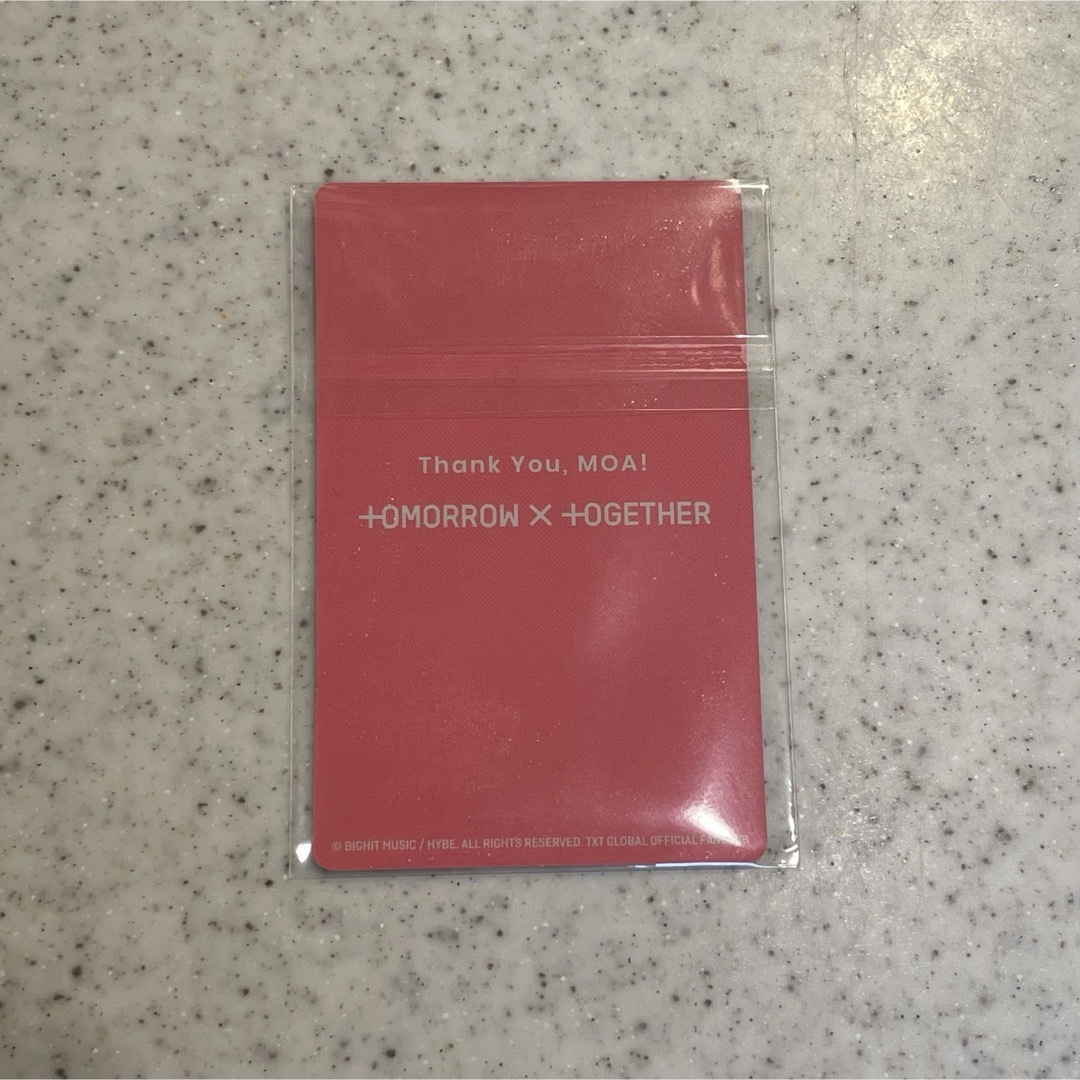 Thank You, MOA!
TOMORROW X TOGETHER
© BIGHIT MUSIC / HYBE. ALL RIGHTS RESERVED. TXT GLOBAL OFFICIAL